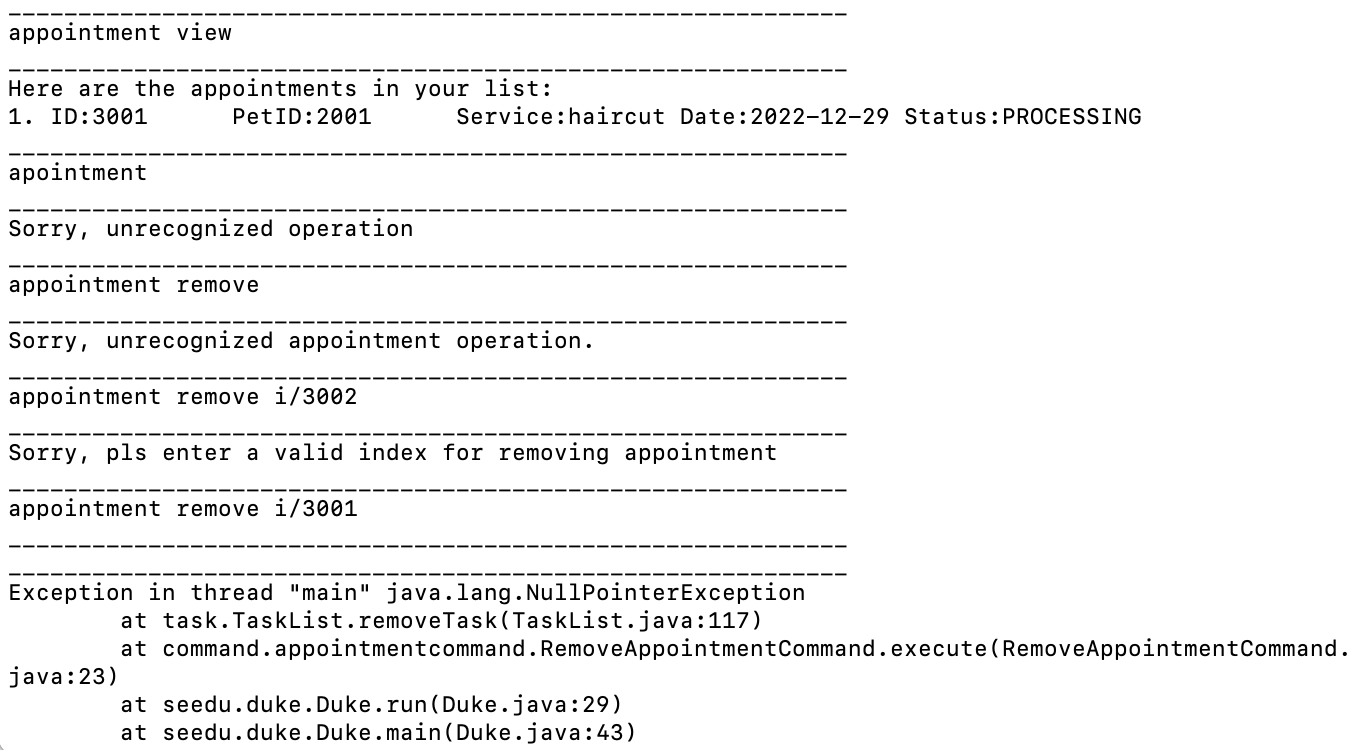 ____________________________________________________________
appointment view
____________________________________________________________
Here are the appointments in your list:
1. ID:3001      PetID:2001      Service:haircut Date:2022-12-29 Status:PROCESSING
____________________________________________________________
apointment
____________________________________________________________
Sorry, unrecognized operation
____________________________________________________________
appointment remove
____________________________________________________________
Sorry, unrecognized appointment operation.
____________________________________________________________
appointment remove i/3002
____________________________________________________________
Sorry, pls enter a valid index for removing appointment
____________________________________________________________
appointment remove i/3001
____________________________________________________________
____________________________________________________________
Exception in thread "main" java.lang.NullPointerException
        at task.TaskList.removeTask(TaskList.java:117)
        at command.appointmentcommand.RemoveAppointmentCommand.execute(RemoveAppointmentCommand.
java:23)
        at seedu.duke.Duke.run(Duke.java:29)
        at seedu.duke.Duke.main(Duke.java:43)